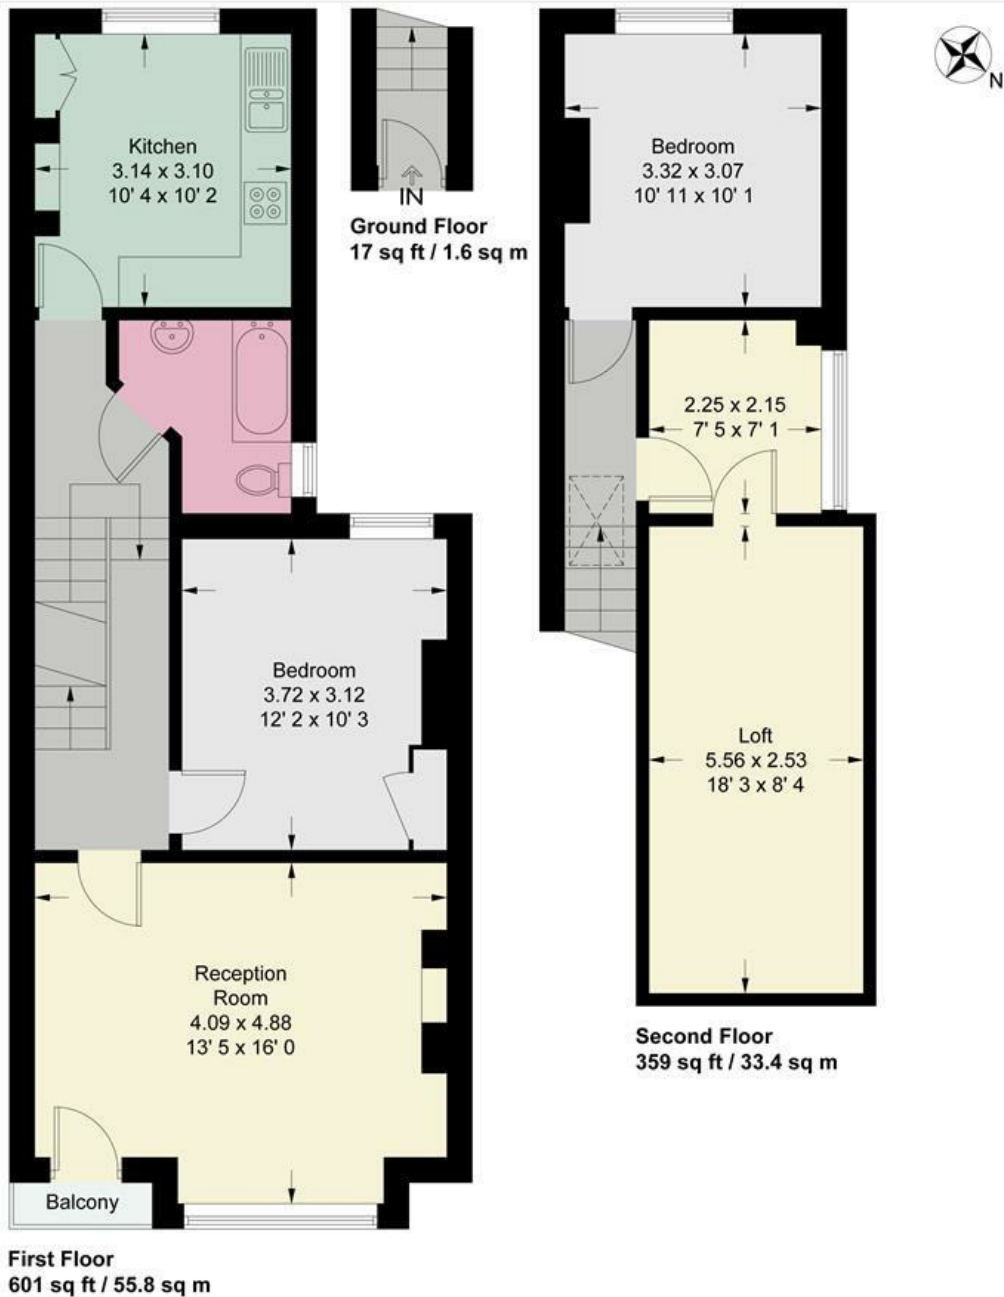 Kitchen
3.14 x 3.10
10' 4 x 10' 2
IN
Ground Floor
17 sq ft / 1.6 sq m
Bedroom
3.32 x 3.07
10' 11 x 10' 1
N
2.25 x 2.15
7' 5 x 7' 1
Bedroom
3.72 x 3.12
12' 2 x 10' 3
Loft
5.56 x 2.53
18' 3 x 8' 4
Reception
Room
4.09 x 4.88
13' 5 x 16' 0
Second Floor
359 sq ft / 33.4 sq m
Balcony
First Floor
601 sq ft / 55.8 sq m